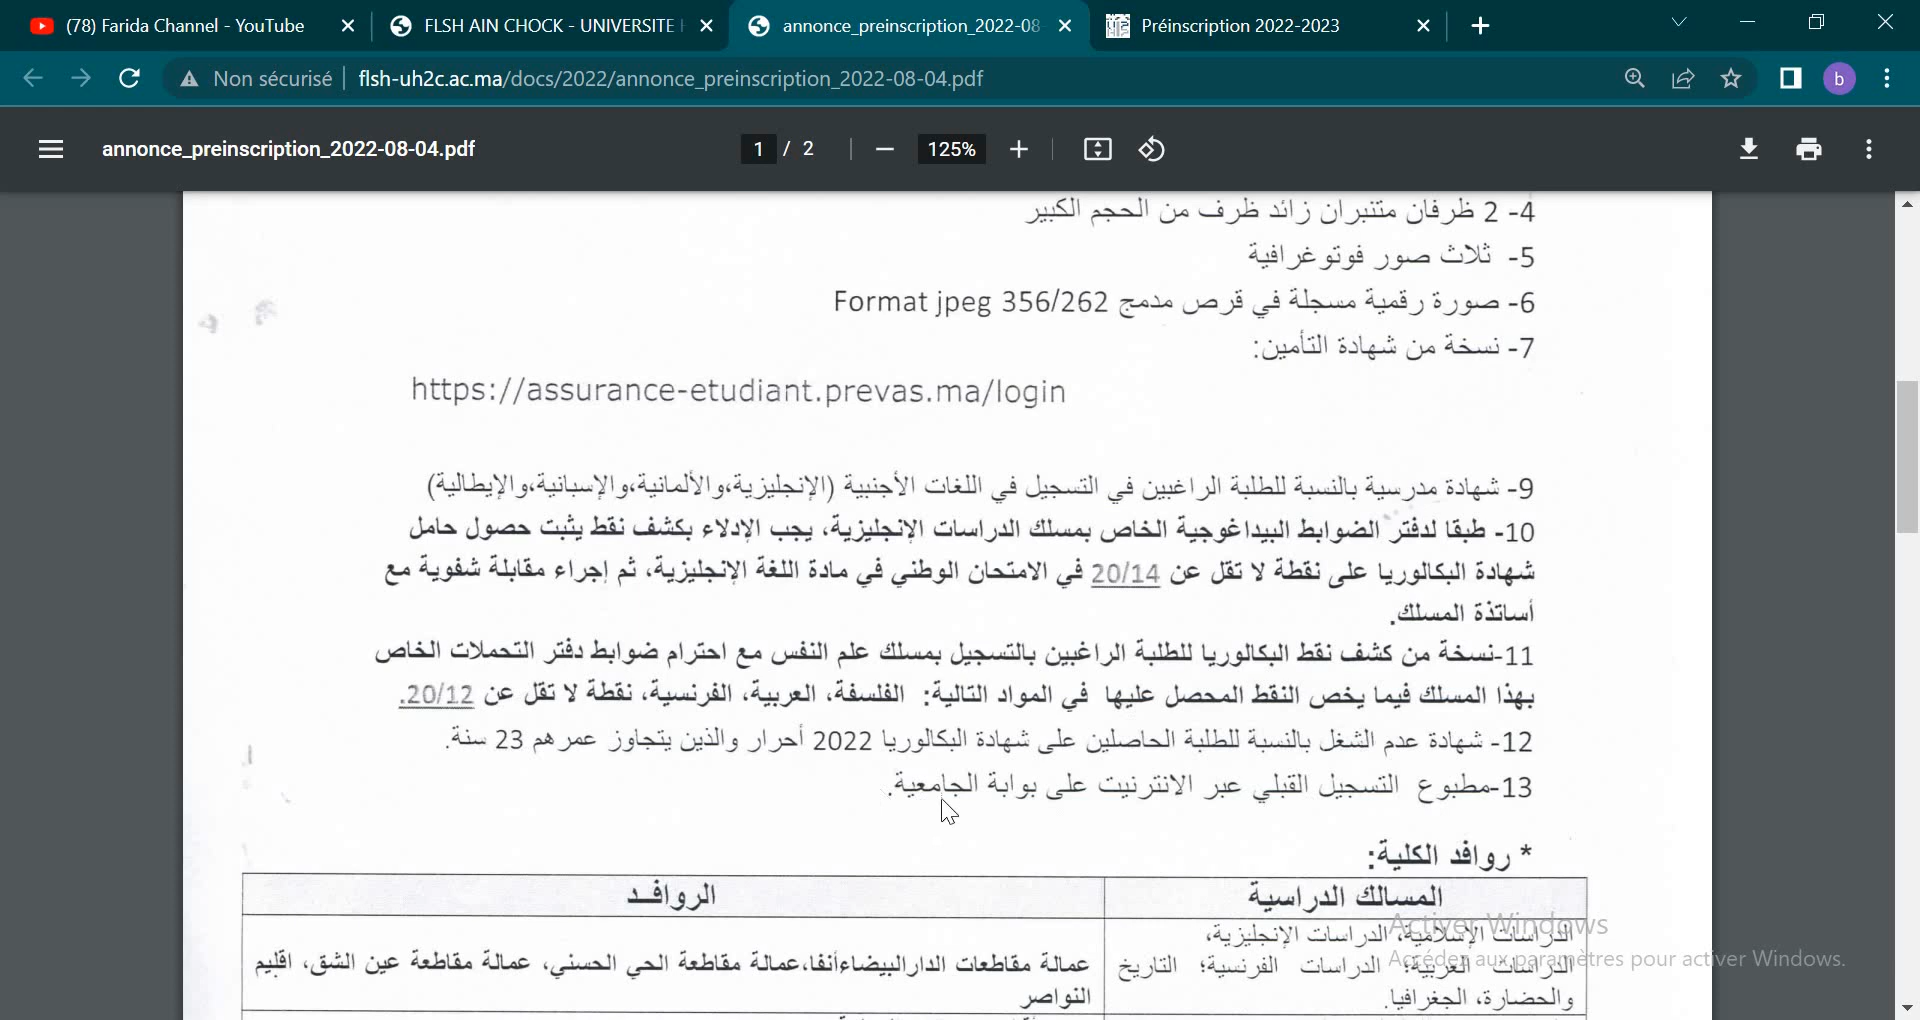 (78) Farida Channel - YouTube
FLSH AIN CHOCK - UNIVERSITE
annonce_preinscription_2022-08
Préinscription 2022-2023
Non sécurisé
flsh-uh2c.ac.ma/docs/2022/annonce_preinscription_2022-08-04.pdf
b
annonce_preinscription_2022-08-04.pdf
1 / 2
125%
4- 2 ظرفان متنبران زائد ظرف من الحجم الكبير
5- ثلاث صور فوتوغرافية
6- صورة رقمية مسجلة في قرص مدمج Format jpeg 356/262
7- نسخة من شهادة التأمين:
https://assurance-etudiant.prevas.ma/login
9- شهادة مدرسية بالنسبة للطلبة الراغبين في التسجيل في اللغات الأجنبية (الإنجليزية،والألمانية،والإسبانية،والإيطالية)
10- طبقا لدفتر الضوابط البيداغوجية الخاص بمسلك الدراسات الإنجليزية، يجب الإدلاء بكشف نقط يثبت حصول حامل
شهادة البكالوريا على نقطة لا تقل عن 20/14 في الامتحان الوطني في مادة اللغة الإنجليزية، ثم إجراء مقابلة شفوية مع
أساتذة المسلك.
11-نسخة من كشف نقط البكالوريا للطلبة الراغبين بالتسجيل بمسلك علم النفس مع احترام ضوابط دفتر التحملات الخاص
بهذا المسلك فيما يخص النقط المحصل عليها في المواد التالية: الفلسفة، العربية، الفرنسية، نقطة لا تقل عن 20/12.
12- شهادة عدم الشغل بالنسبة للطلبة الحاصلين على شهادة البكالوريا 2022 أحرار والذين يتجاوز عمرهم 23 سنة.
13-مطبوع التسجيل القبلي عبر الانترنيت على بوابة الجامعية.
* روافد الكلية:
المسالك الدراسية
الروافـد
الدراسات الإسلامية، الدراسات الإنجليزية،
الدراسات العربية؛ الدراسات الفرنسية؛ التاريخ
والحضارة، الجغرافيا.
عمالة مقاطعات الدارالبيضاءأنفا،عمالة مقاطعة الحي الحسني، عمالة مقاطعة عين الشق، اقليم
النواصر
Activer Windows
Accédez aux paramètres pour activer Windows.